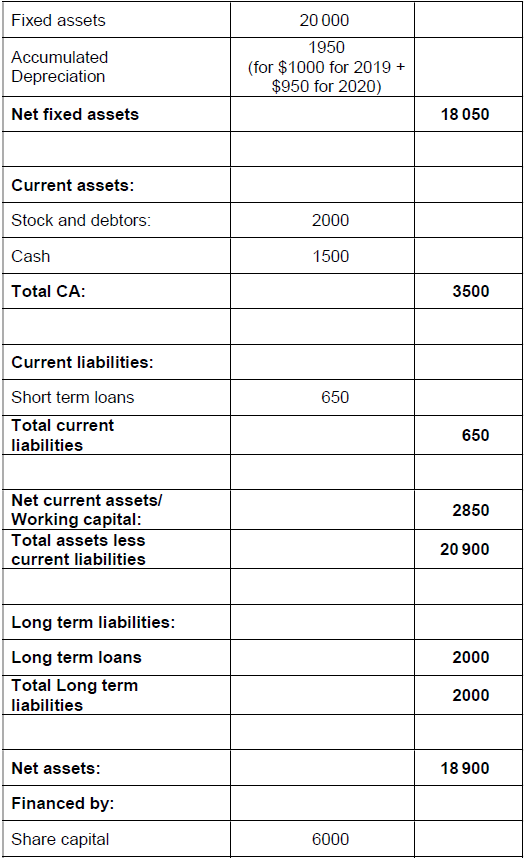 Fixed assets 20 000
Accumulated
Depreciation
1950
(for $1000 for 2019 +
$950 for 2020)
Net fixed assets 18 050
Current assets:
Stock and debtors: 2000
Cash 1500
Total CA: 3500
Current liabilities:
Short term loans 650
Total current
liabilities
650
Net current assets/
Working capital:
2850
Total assets less
current liabilities
20 900
Long term liabilities:
Long term loans 2000
Total Long term
liabilities
2000
Net assets: 18 900
Financed by:
Share capital 6000